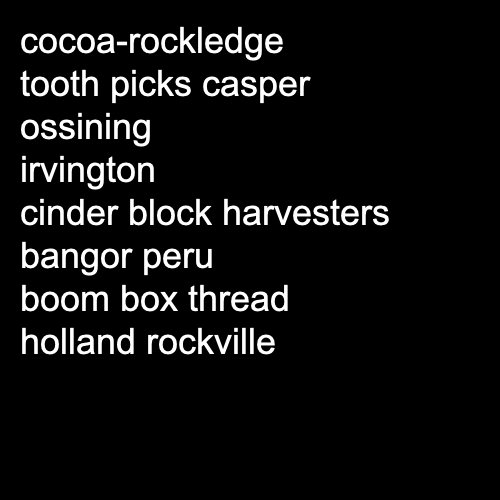 cocoa-rockledge
tooth picks casper
ossining
irvington
cinder block harvesters
bangor peru
boom box thread
holland rockville